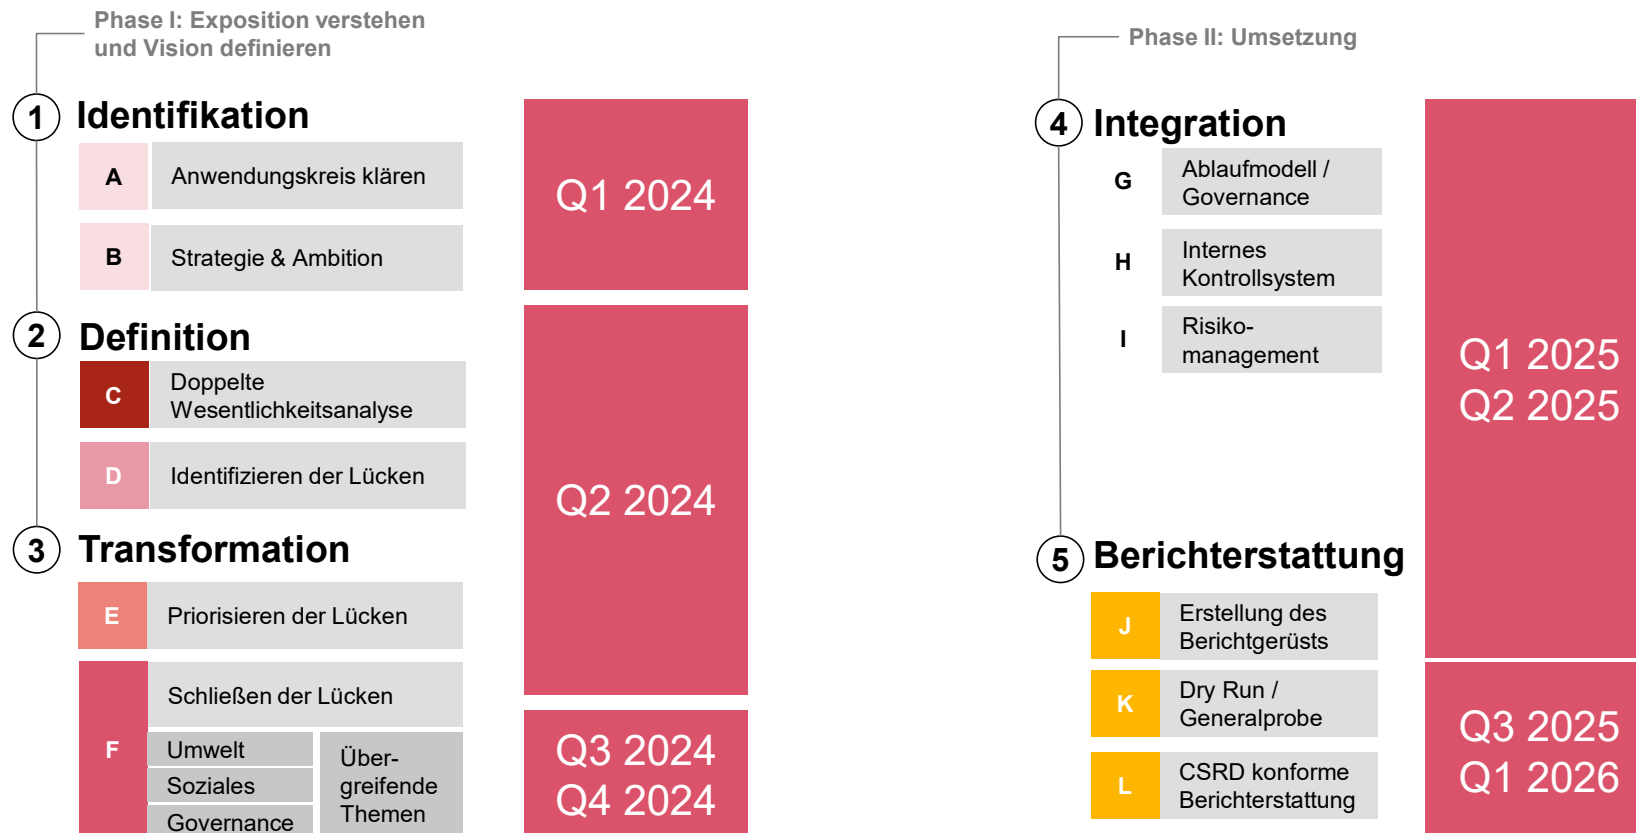 Phase I: Exposition verstehen
und Vision definieren
1 Identifikation
A Anwendungskreis klären
B Strategie & Ambition
Q1 2024
2 Definition
C Doppelte
Wesentlichkeitsanalyse
D Identifizieren der Lücken
Q2 2024
3 Transformation
E Priorisieren der Lücken
F Schließen der Lücken
Umwelt
Soziales
Governance
Über-
greifende
Themen
Q3 2024
Q4 2024
Phase II: Umsetzung
4 Integration
G Ablaufmodell /
Governance
H Internes
Kontrollsystem
I Risiko-
management
Q1 2025
Q2 2025
5 Berichterstattung
J Erstellung des
Berichtgerüsts
K Dry Run /
Generalprobe
L CSRD konforme
Berichterstattung
Q3 2025
Q1 2026